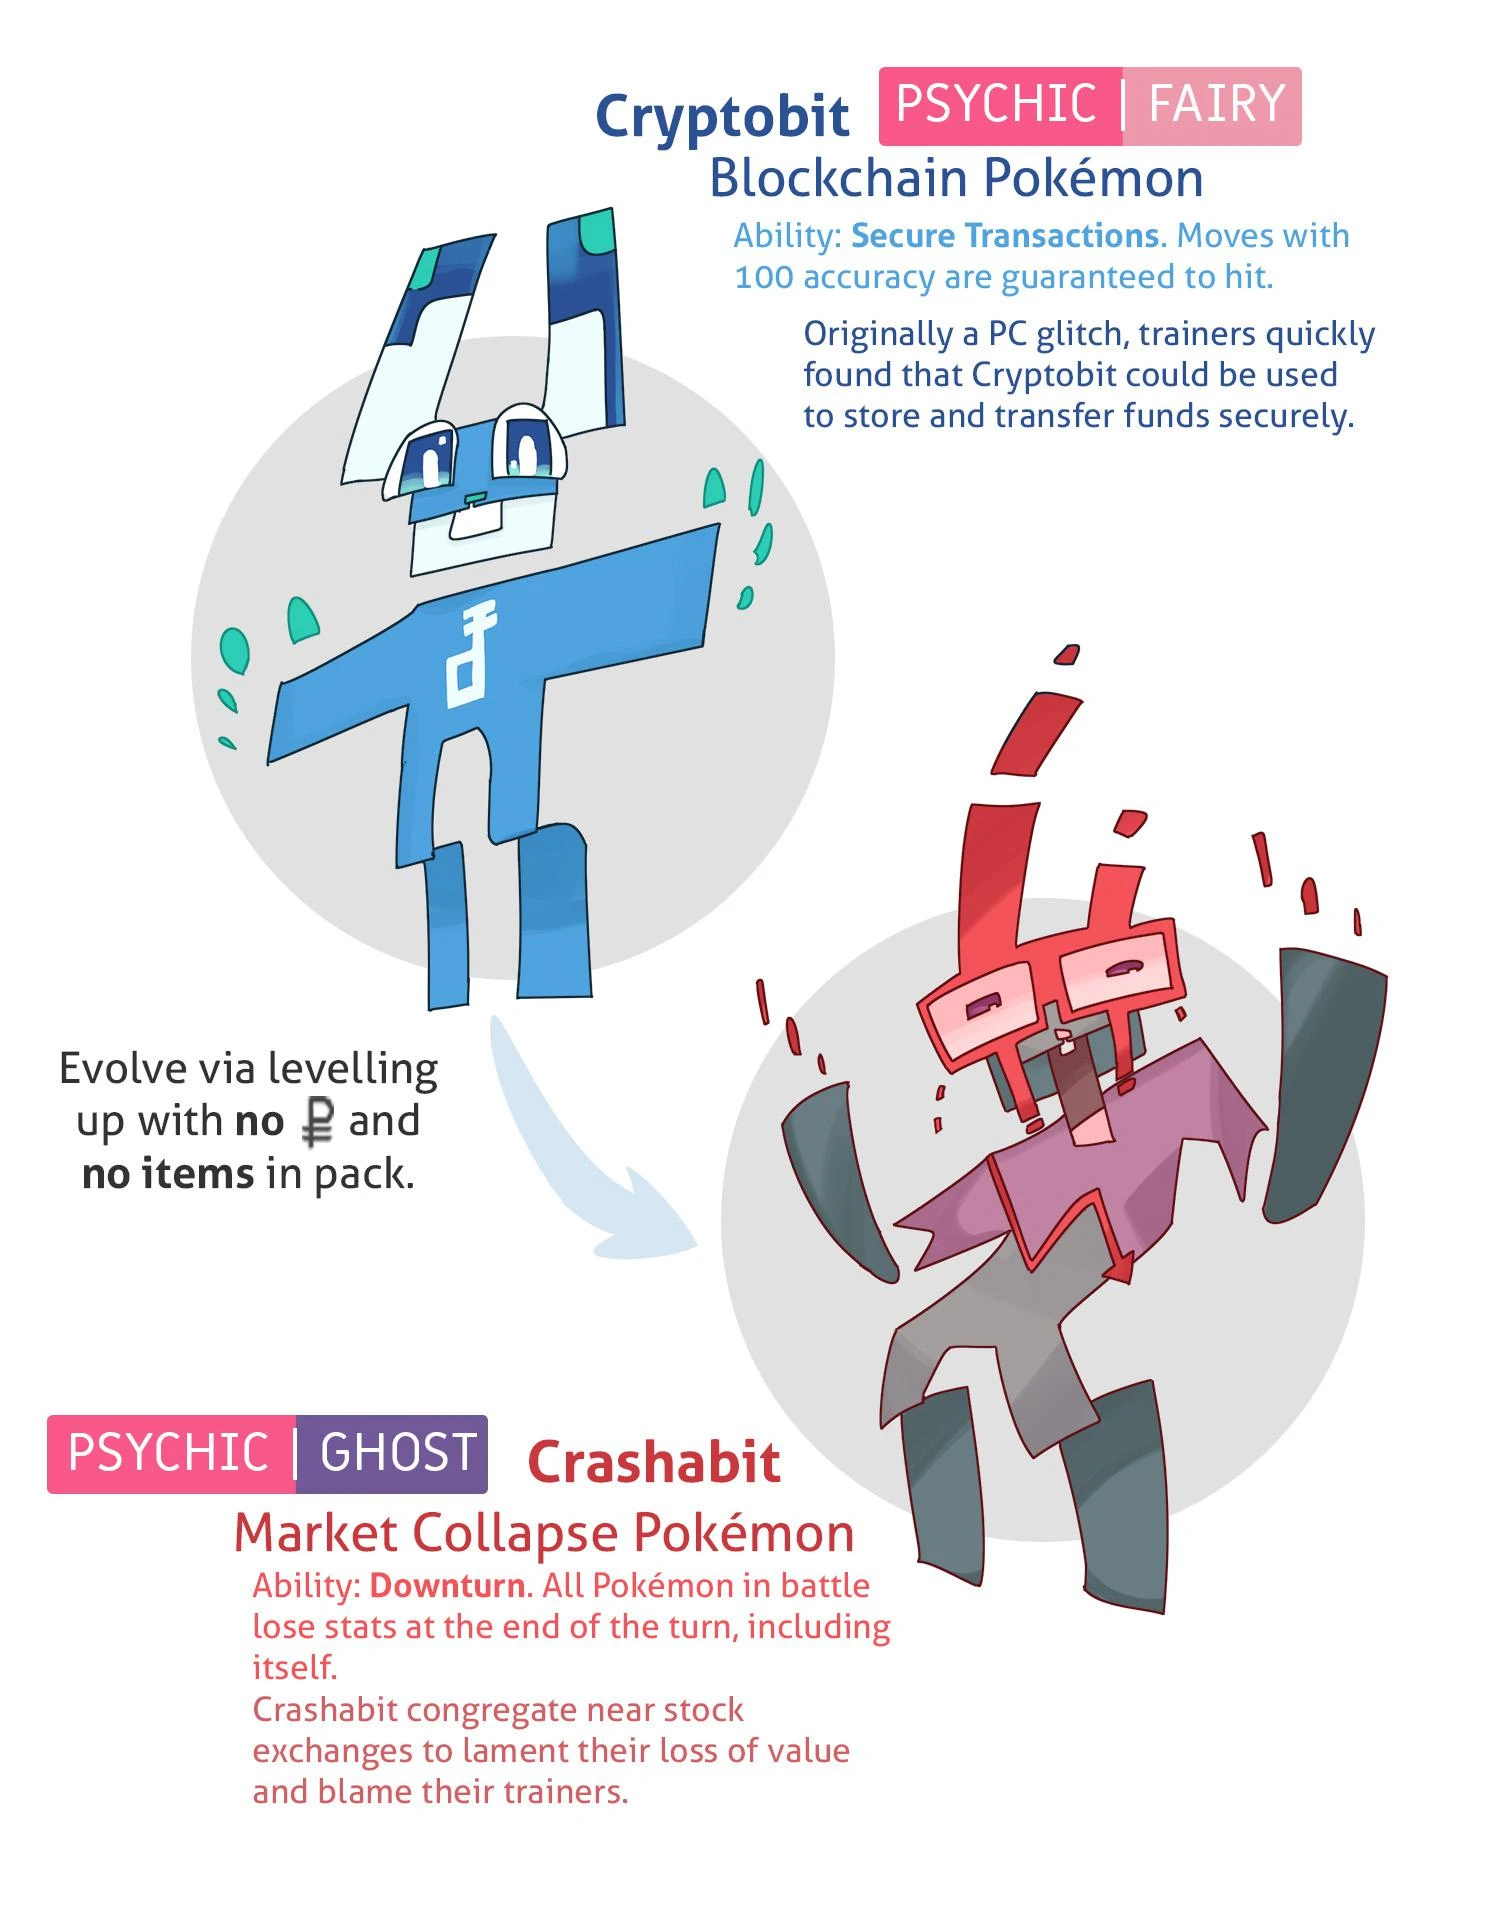 Cryptobit PSYCHIC | FAIRY
Blockchain Pokémon
Ability: Secure Transactions. Moves with
100 accuracy are guaranteed to hit.
Originally a PC glitch, trainers quickly
found that Cryptobit could be used
to store and transfer funds securely.
Evolve via levelling
up with no ₽ and
no items in pack.
PSYCHIC | GHOST Crashabit
Market Collapse Pokémon
Ability: Downturn. All Pokémon in battle
lose stats at the end of the turn, including
itself.
Crashabit congregate near stock
exchanges to lament their loss of value
and blame their trainers.